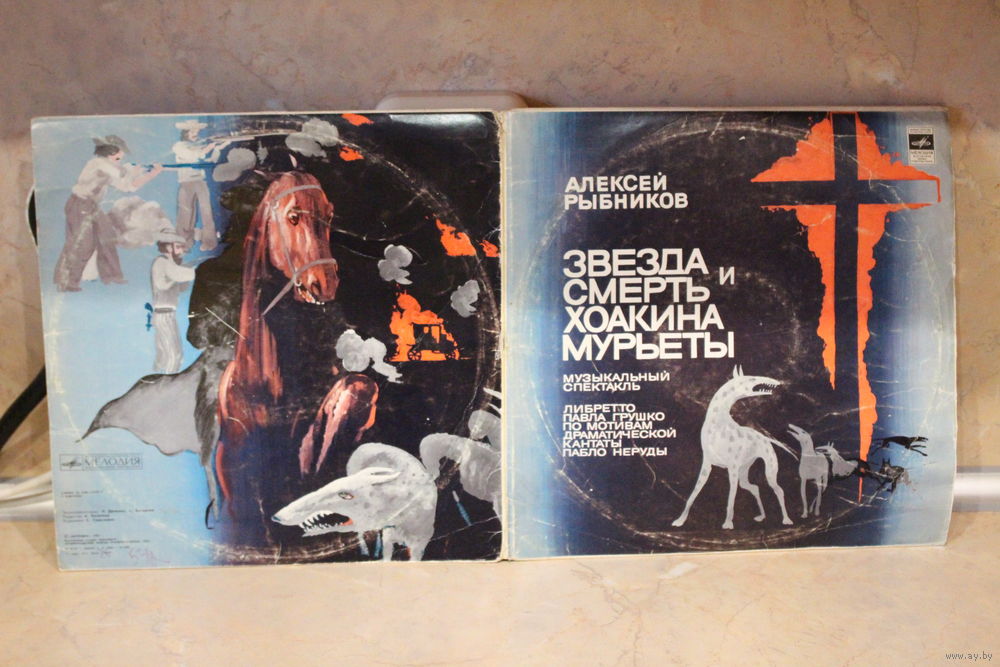 АЛЕКСЕЙ
РЫБНИКОВ
ЗВЕЗДА И
СМЕРТЬ
ХОАКИНА
МУРЬЕТЫ
МУЗЫКАЛЬНЫЙ
СПЕКТАКЛЬ
ЛИБРЕТТО
ПАВЛА ГРУШКО
ПО МОТИВАМ
ДРАМАТИЧЕСКОЙ
КАНТАТЫ
ПАБЛО НЕРУДЫ
МЕЛОДИЯ
МЕЛОДИЯ
www.ay.by